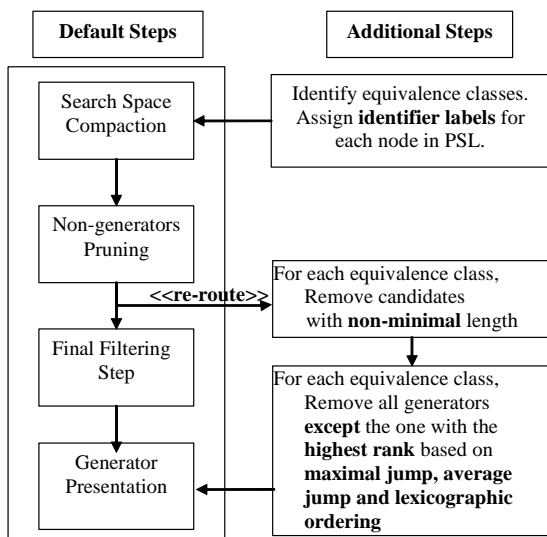 Default Steps
Additional Steps
Search Space
Compaction
Identify equivalence classes.
Assign identifier labels for
each node in PSL.
Non-generators
Pruning
<<re-route>>
For each equivalence class,
Remove candidates
with non-minimal length
Final Filtering
Step
For each equivalence class,
Remove all generators
except the one with the
highest rank based on
maximal jump, average
jump and lexicographic
ordering
Generator
Presentation